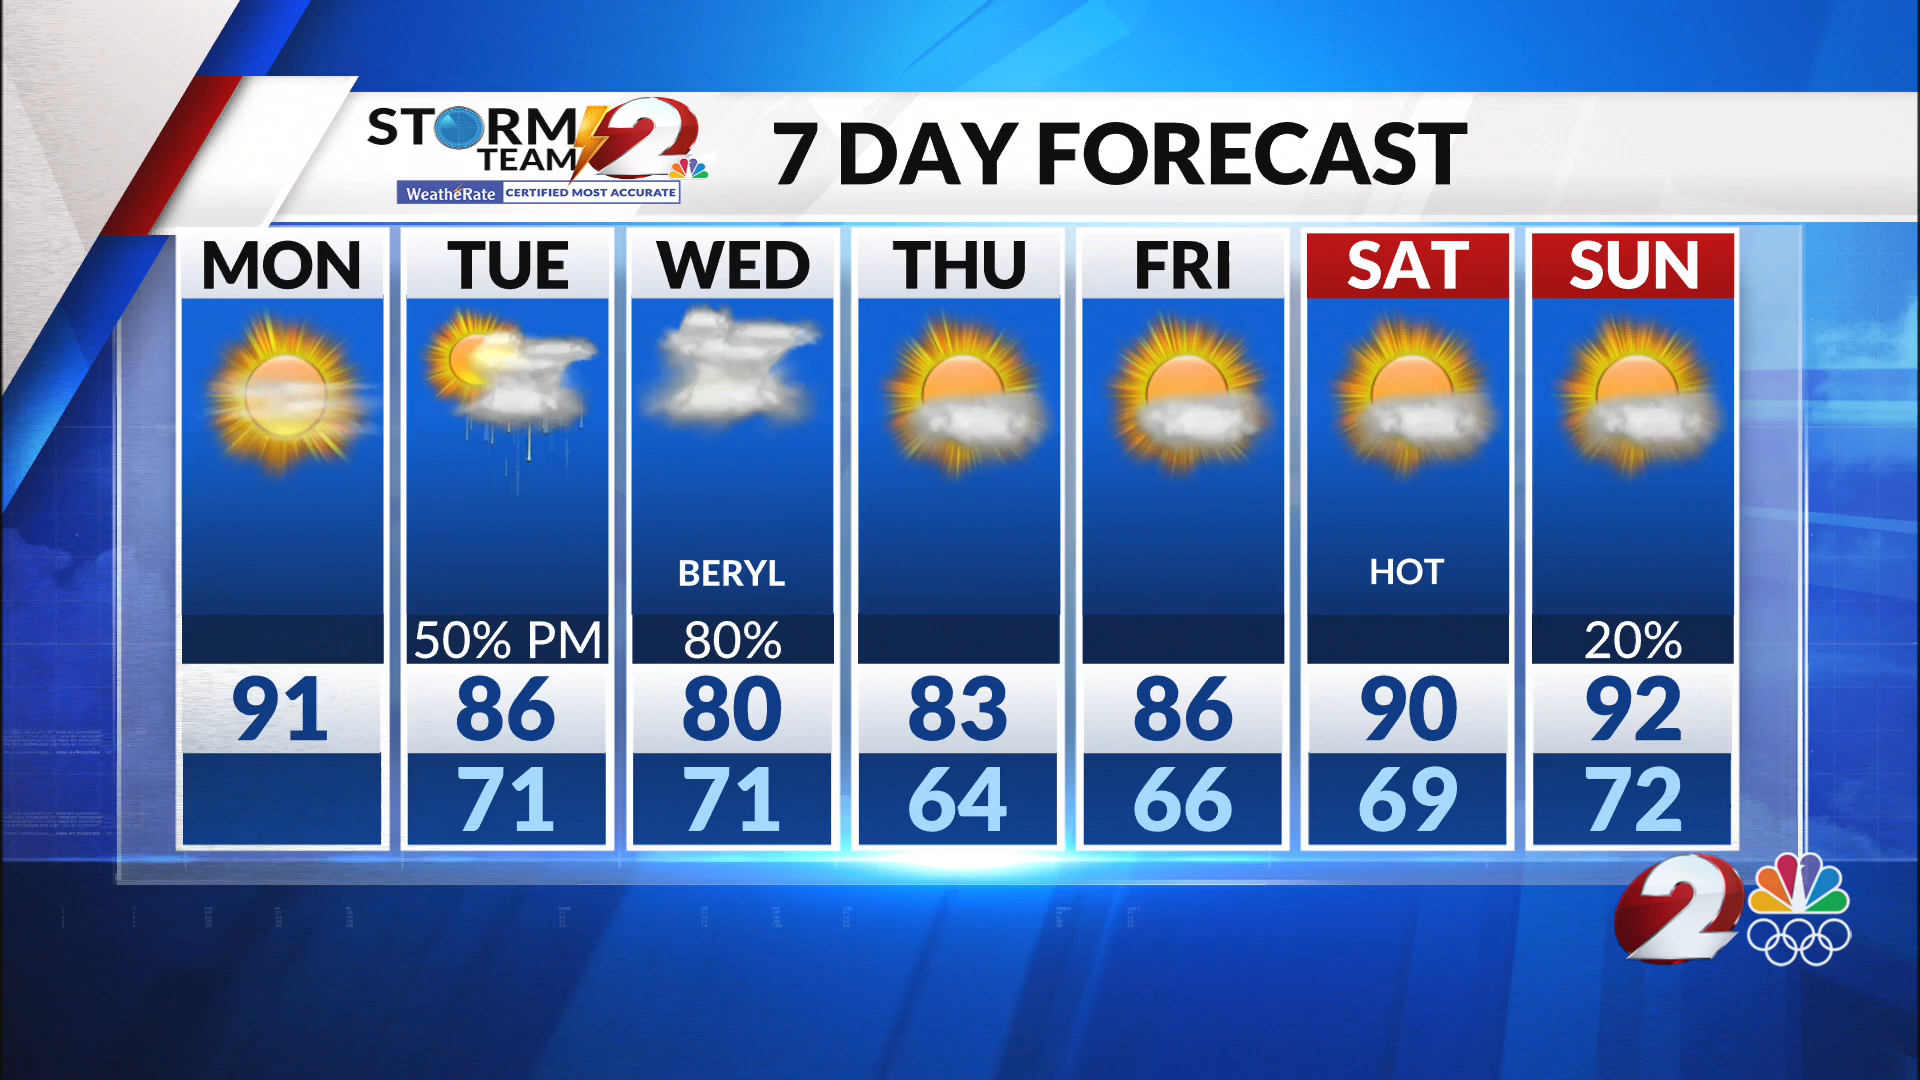 STORM
TEAM 2
WeatheRate CERTIFIED MOST ACCURATE
7 DAY FORECAST
MON TUE WED THU FRI SAT SUN
BERYL HOT
50% PM 80% 20%
91 86 80 83 86 90 92
71 71 64 66 69 72
2